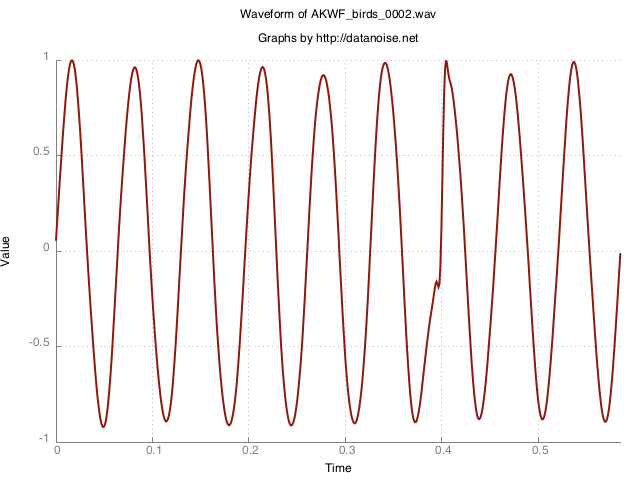 Waveform of AKWF_birds_0002.wav
Graphs by http://datanoise.net
1
0.5
0
-0.5
-1
Value
0 0.1 0.2 0.3 0.4 0.5
Time